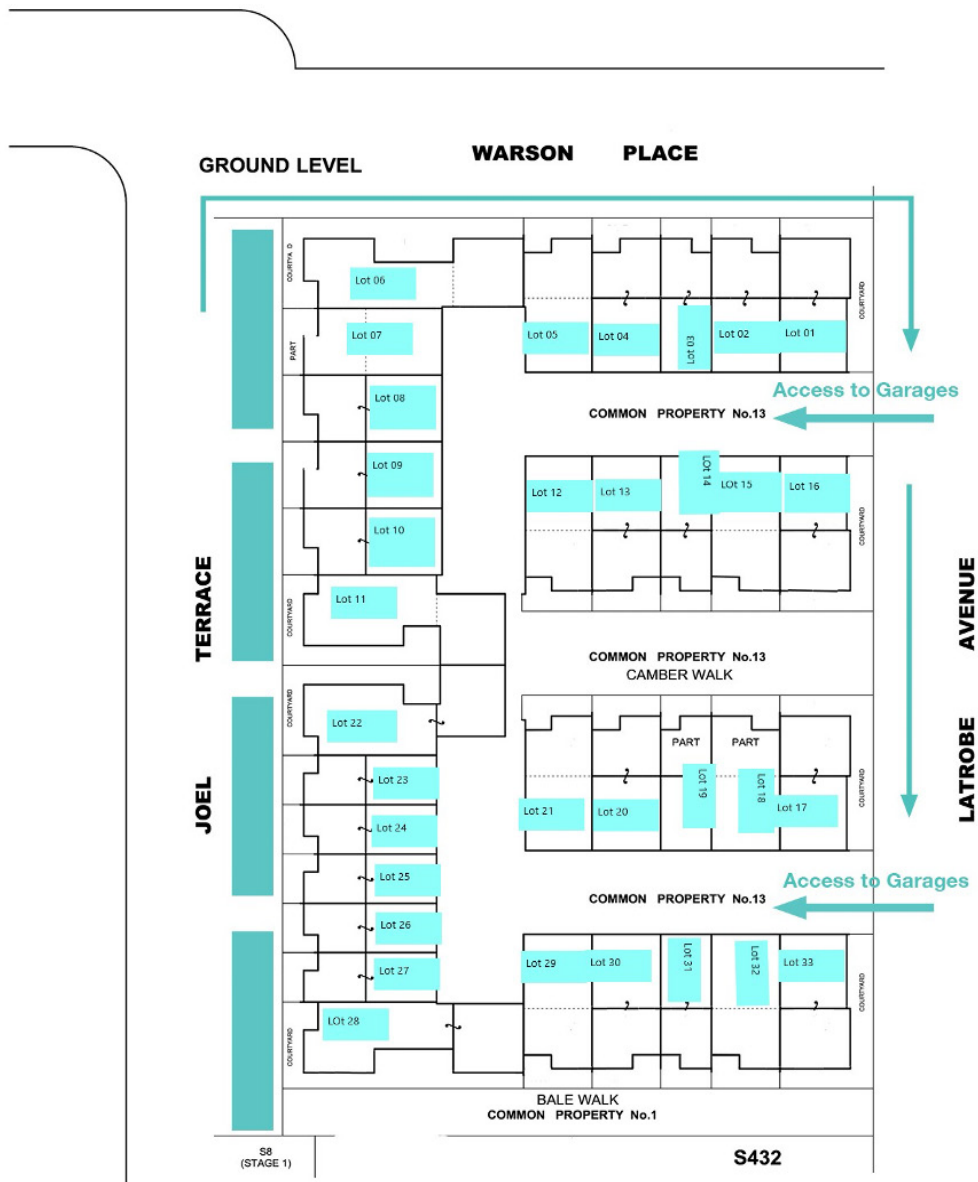 WARSON PLACE
GROUND LEVEL
COURTYA D
Lot 06
COURTYARD
PART
Lot 07
Lot 05
Lot 04
Lot 03
Lot 02
Lot 01
Lot 08
Access to Garages
COMMON PROPERTY No.13
Lot 09
Lot 12
Lot 13
LOt 14
LOt 15
Lot 16
COURTYARD
Lot 10
COURTYARD
Lot 11
TERRACE
AVENUE
COMMON PROPERTY No.13
CAMBER WALK
COURTYARD
Lot 22
PART
PART
Lot 23
Lot 19
Lot 18
Lot 17
COURTYARD
Lot 21
Lot 20
JOEL
LATROBE
Lot 24
Lot 25
Access to Garages
COMMON PROPERTY No.13
Lot 26
Lot 27
Lot 29
Lot 30
Lot 31
Lot 32
Lot 33
COURTYARD
LOt 28
COURTYARD
BALE WALK
COMMON PROPERTY No.1
S8
(STAGE 1)
S432